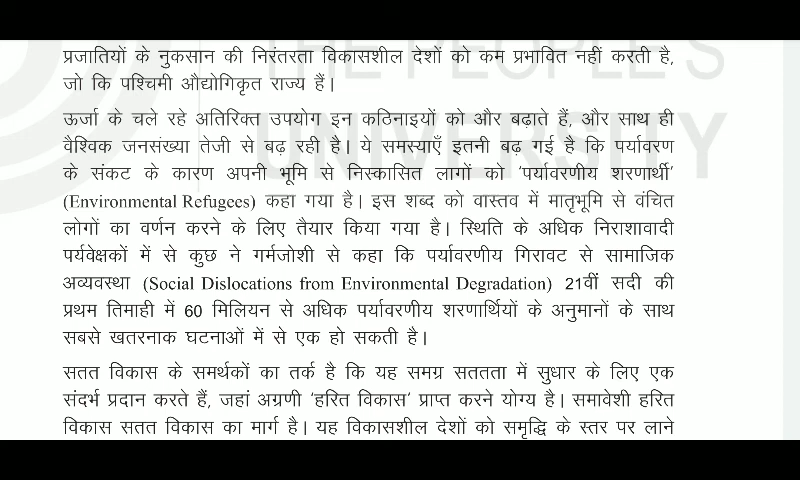 THE PEOPLE'S
UNIVERSITY
प्रजातियों के नुकसान की निरंतरता विकासशील देशों को कम प्रभावित नहीं करती है,
जो कि पश्चिमी औद्योगिकृत राज्य हैं।
ऊर्जा के चले रहे अतिरिक्त उपयोग इन कठिनाइयों को और बढ़ाते हैं, और साथ ही
वैश्विक जनसंख्या तेजी से बढ़ रही है। ये समस्याएँ इतनी बढ़ गई है कि पर्यावरण
के संकट के कारण अपनी भूमि से निस्कासित लागों को 'पर्यावरणीय शरणार्थी'
(Environmental Refugees) कहा गया है। इस शब्द को वास्तव में मातृभूमि से वंचित
लोगों का वर्णन करने के लिए तैयार किया गया है। स्थिति के अधिक निराशावादी
पर्यवेक्षकों में से कुछ ने गर्मजोशी से कहा कि पर्यावरणीय गिरावट से सामाजिक
अव्यवस्था (Social Dislocations from Environmental Degradation) 21वीं सदी की
प्रथम तिमाही में 60 मिलियन से अधिक पर्यावरणीय शरणार्थियों के अनुमानों के साथ
सबसे खतरनाक घटनाओं में से एक हो सकती है।
सतत विकास के समर्थकों का तर्क है कि यह समग्र सततता में सुधार के लिए एक
संदर्भ प्रदान करते हैं, जहां अग्रणी 'हरित विकास' प्राप्त करने योग्य है। समावेशी हरित
विकास सतत विकास का मार्ग है। यह विकासशील देशों को समृद्धि के स्तर पर लाने